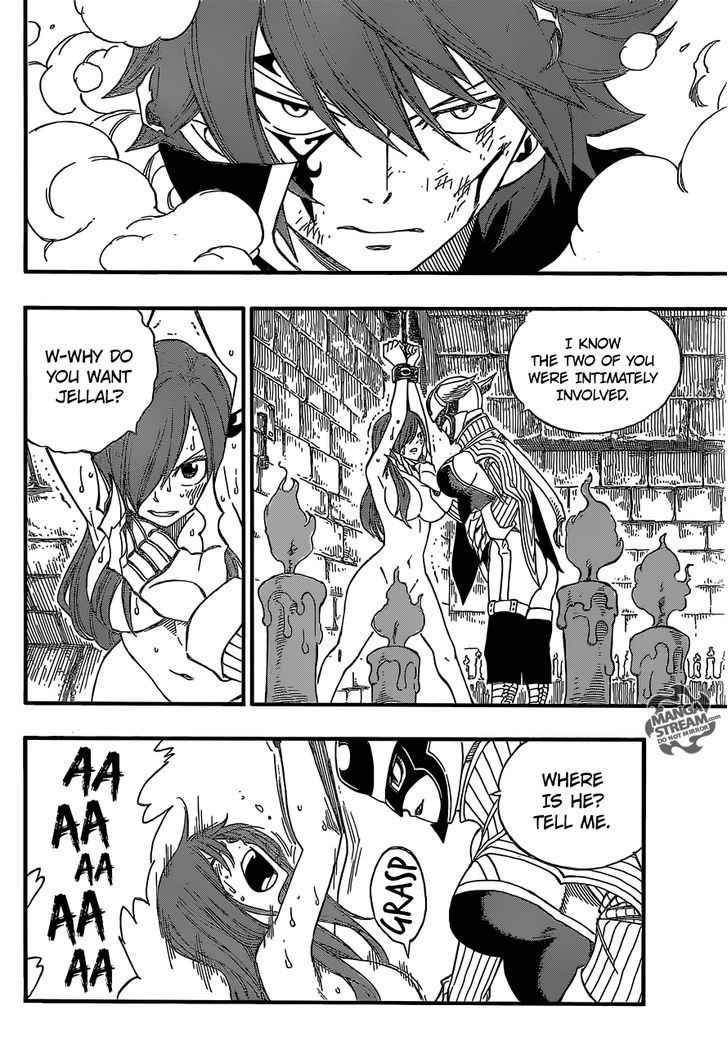 W-WHY DO
YOU WANT
JELLAL?
I KNOW
THE TWO OF YOU
WERE INTIMATELY
INVOLVED.
MANGA
STREAM.com
DO NOT MIRROR
AA
AA
AA
AA
AA
GRASP
WHERE
IS HE?
TELL ME.